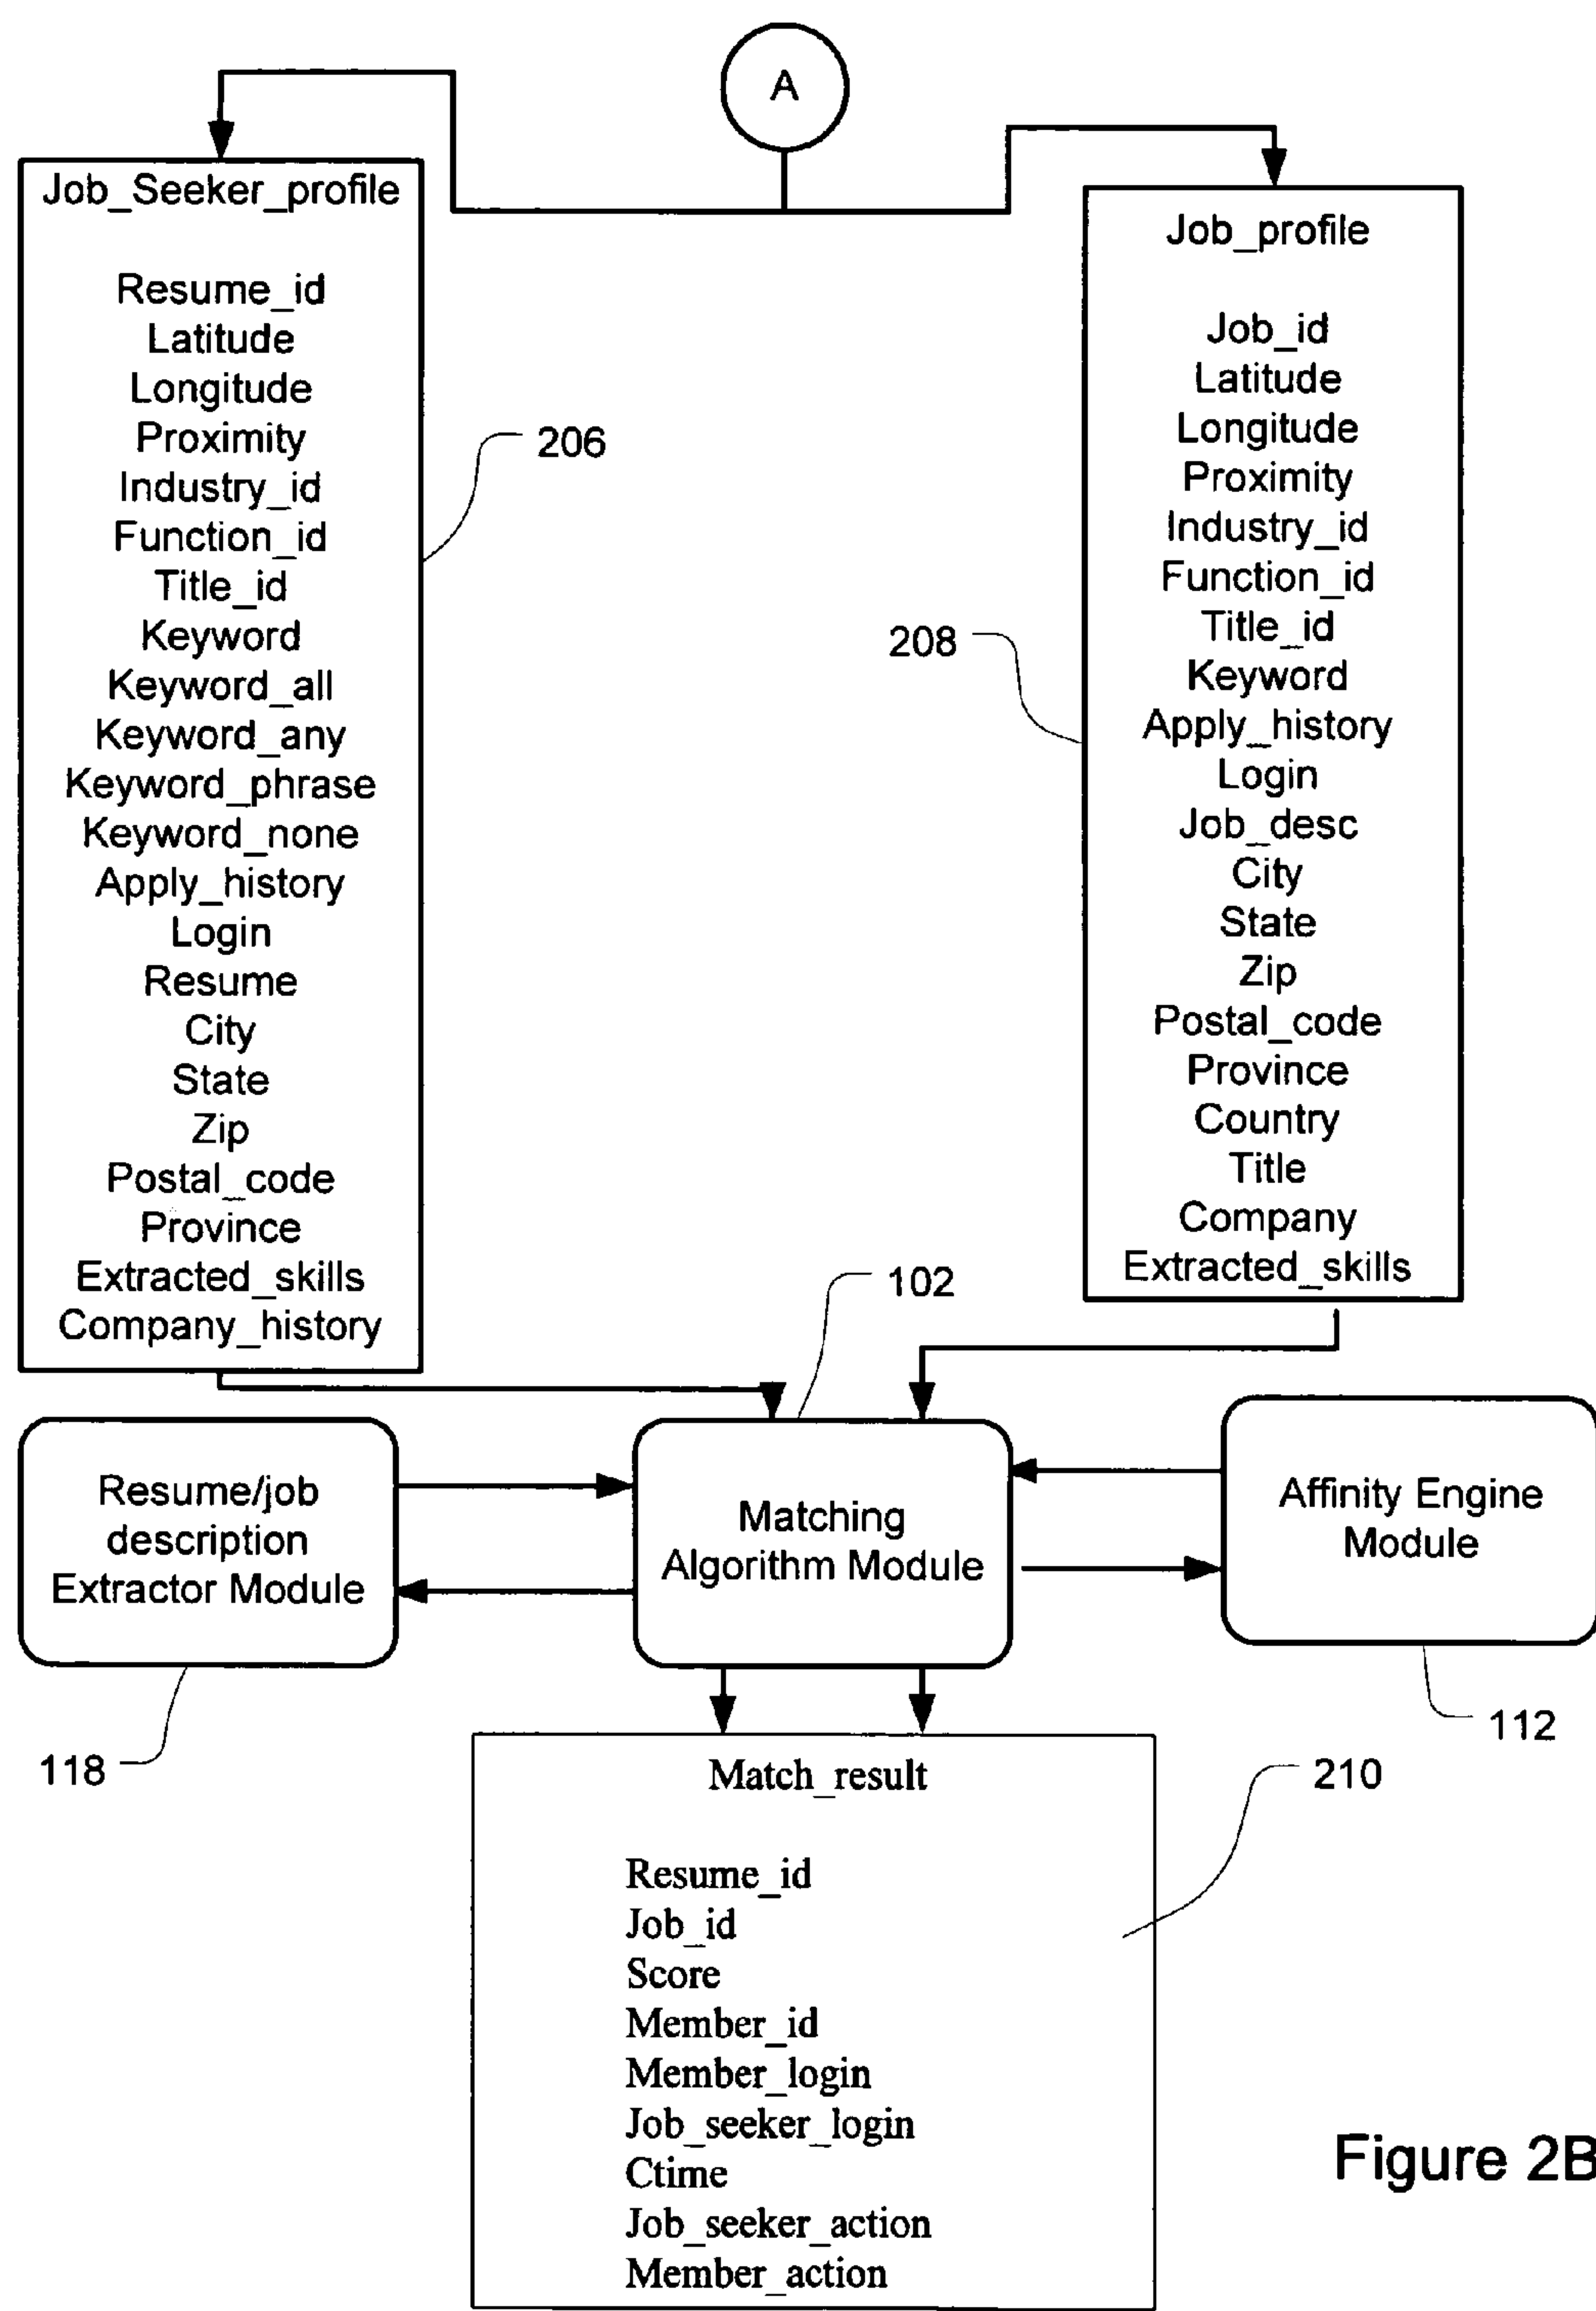 A
Job_Seeker_profile
Resume_id
Latitude
Longitude
Proximity
Industry_id
Function_id
Title_id
Keyword
Keyword_all
Keyword_any
Keyword_phrase
Keyword_none
Apply_history
Login
Resume
City
State
Zip
Postal_code
Province
Extracted_skills
Company_history
206
Job_profile
Job_id
Latitude
Longitude
Proximity
Industry_id
Function_id
Title_id
Keyword
Apply_history
Login
Job_desc
City
State
Zip
Postal_code
Province
Country
Title
Company
Extracted_skills
208
102
Resume/job
description
Extractor Module
118
Matching
Algorithm Module
Affinity Engine
Module
112
Match_result
Resume_id
Job_id
Score
Member_id
Member_login
Job_seeker_login
Ctime
Job_seeker_action
Member_action
210
Figure 2B